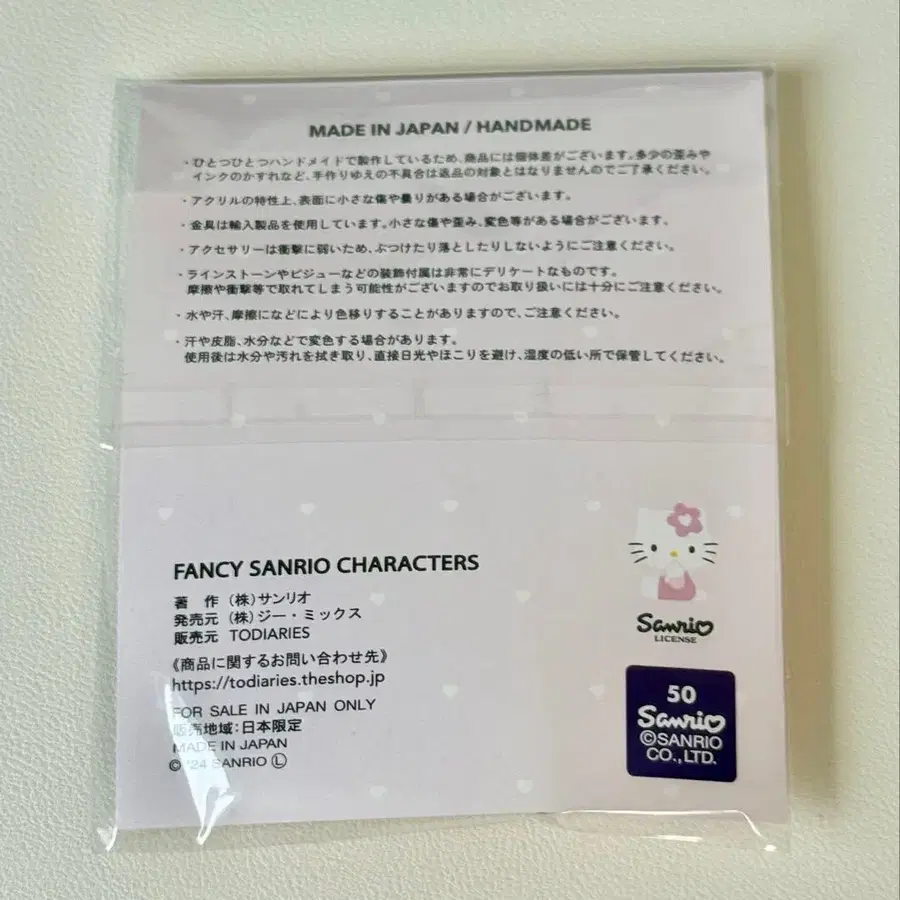 MADE IN JAPAN / HANDMADE
・ひとつひとつハンドメイドで製作しているため、商品には個体差がございます。多少の歪みや
インクのかすれなど、手作りゆえの不具合は返品の対象とはなりませんのでご了承ください。
・アクリルの特性上、表面に小さな傷や曇りがある場合がございます。
・金具は輸入製品を使用しています。小さな傷や歪み、変色等がある場合がございます。
・アクセサリーは衝撃に弱いため、ぶつけたり落としたりしないようにご注意ください。
・ラインストーンやビジューなどの装飾付属は非常にデリケートなものです。
摩擦や衝撃等で取れてしまう可能性がございますのでお取り扱いには十分にご注意ください。
・水や汗、摩擦になどにより色移りすることがありますので、ご注意ください。
・汗や皮脂、水分などで変色する場合があります。
使用後は水分や汚れを拭き取り、直接日光やほこりを避け、湿度の低い所で保管してください。
FANCY SANRIO CHARACTERS
著 作 (株)サンリオ
発売元 (株)ジー・ミックス
販売元 TODIARIES
《商品に関するお問い合わせ先》
https://todiaries.theshop.jp
FOR SALE IN JAPAN ONLY
販売地域:日本限定
MADE IN JAPAN
© '24 SANRIO Ⓛ
Sanrio
LICENSE
50
Sanrio
©SANRIO
CO.,LTD.